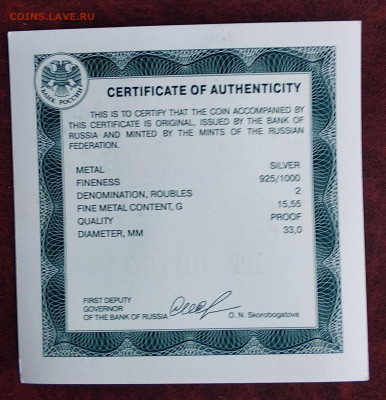 COINS.LAVE.RU
БАНК РОССИИ
CERTIFICATE OF AUTHENTICITY
THIS IS TO CERTIFY THAT THE COIN ACCOMPANIED BY
THIS CERTIFICATE IS ORIGINAL, ISSUED BY THE BANK OF
RUSSIA AND MINTED BY THE MINTS OF THE RUSSIAN
FEDERATION.
METAL SILVER
FINENESS 925/1000
DENOMINATION, ROUBLES 2
FINE METAL CONTENT, G 15,55
QUALITY PROOF
DIAMETER, MM 33,0
FIRST DEPUTY
GOVERNOR
OF THE BANK OF RUSSIA O. N. Skorobogatova